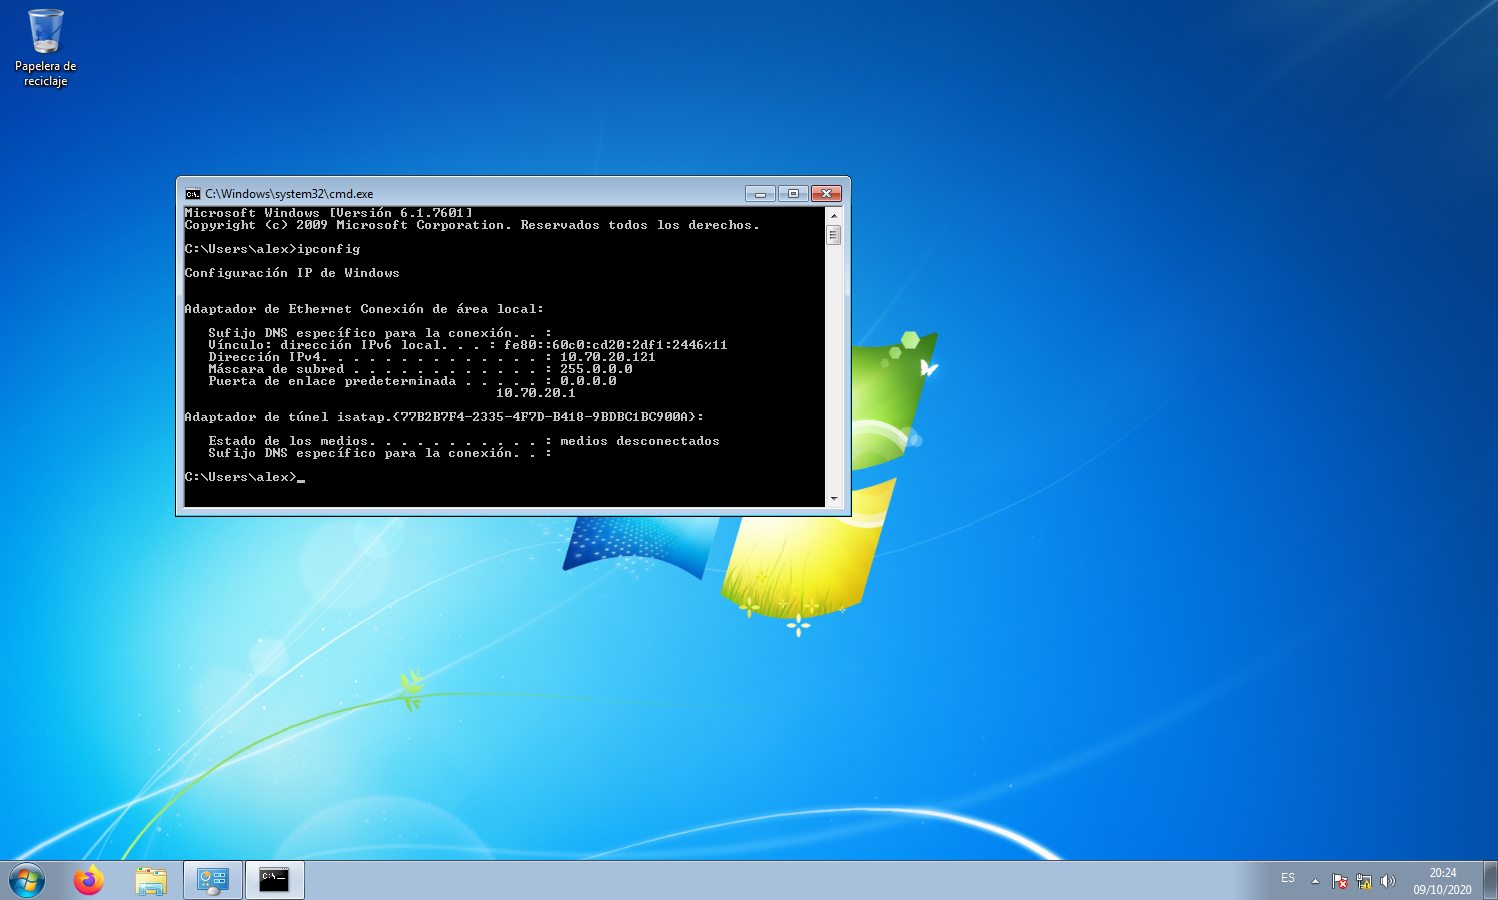 Papelera de
reciclaje
C:\Windows\system32\cmd.exe
Microsoft Windows [Versión 6.1.7601]
Copyright (c) 2009 Microsoft Corporation. Reservados todos los derechos.
C:\Users\alex>ipconfig
Configuración IP de Windows
Adaptador de Ethernet Conexión de área local:
Sufijo DNS específico para la conexión. . :
Vínculo: dirección IPv6 local. . . : fe80::60c0:cd20:2df1:2446%11
Dirección IPv4. . . . . . . . . . . . . . : 10.70.20.121
Máscara de subred . . . . . . . . . . . . : 255.0.0.0
Puerta de enlace predeterminada . . . . . : 0.0.0.0
10.70.20.1
Adaptador de túnel isatap.{77B2B7F4-2335-4F7D-B418-9BDBC1BC900A}:
Estado de los medios. . . . . . . . . . . : medios desconectados
Sufijo DNS específico para la conexión. . :
C:\Users\alex>_
C:\_
ES
20:24
09/10/2020